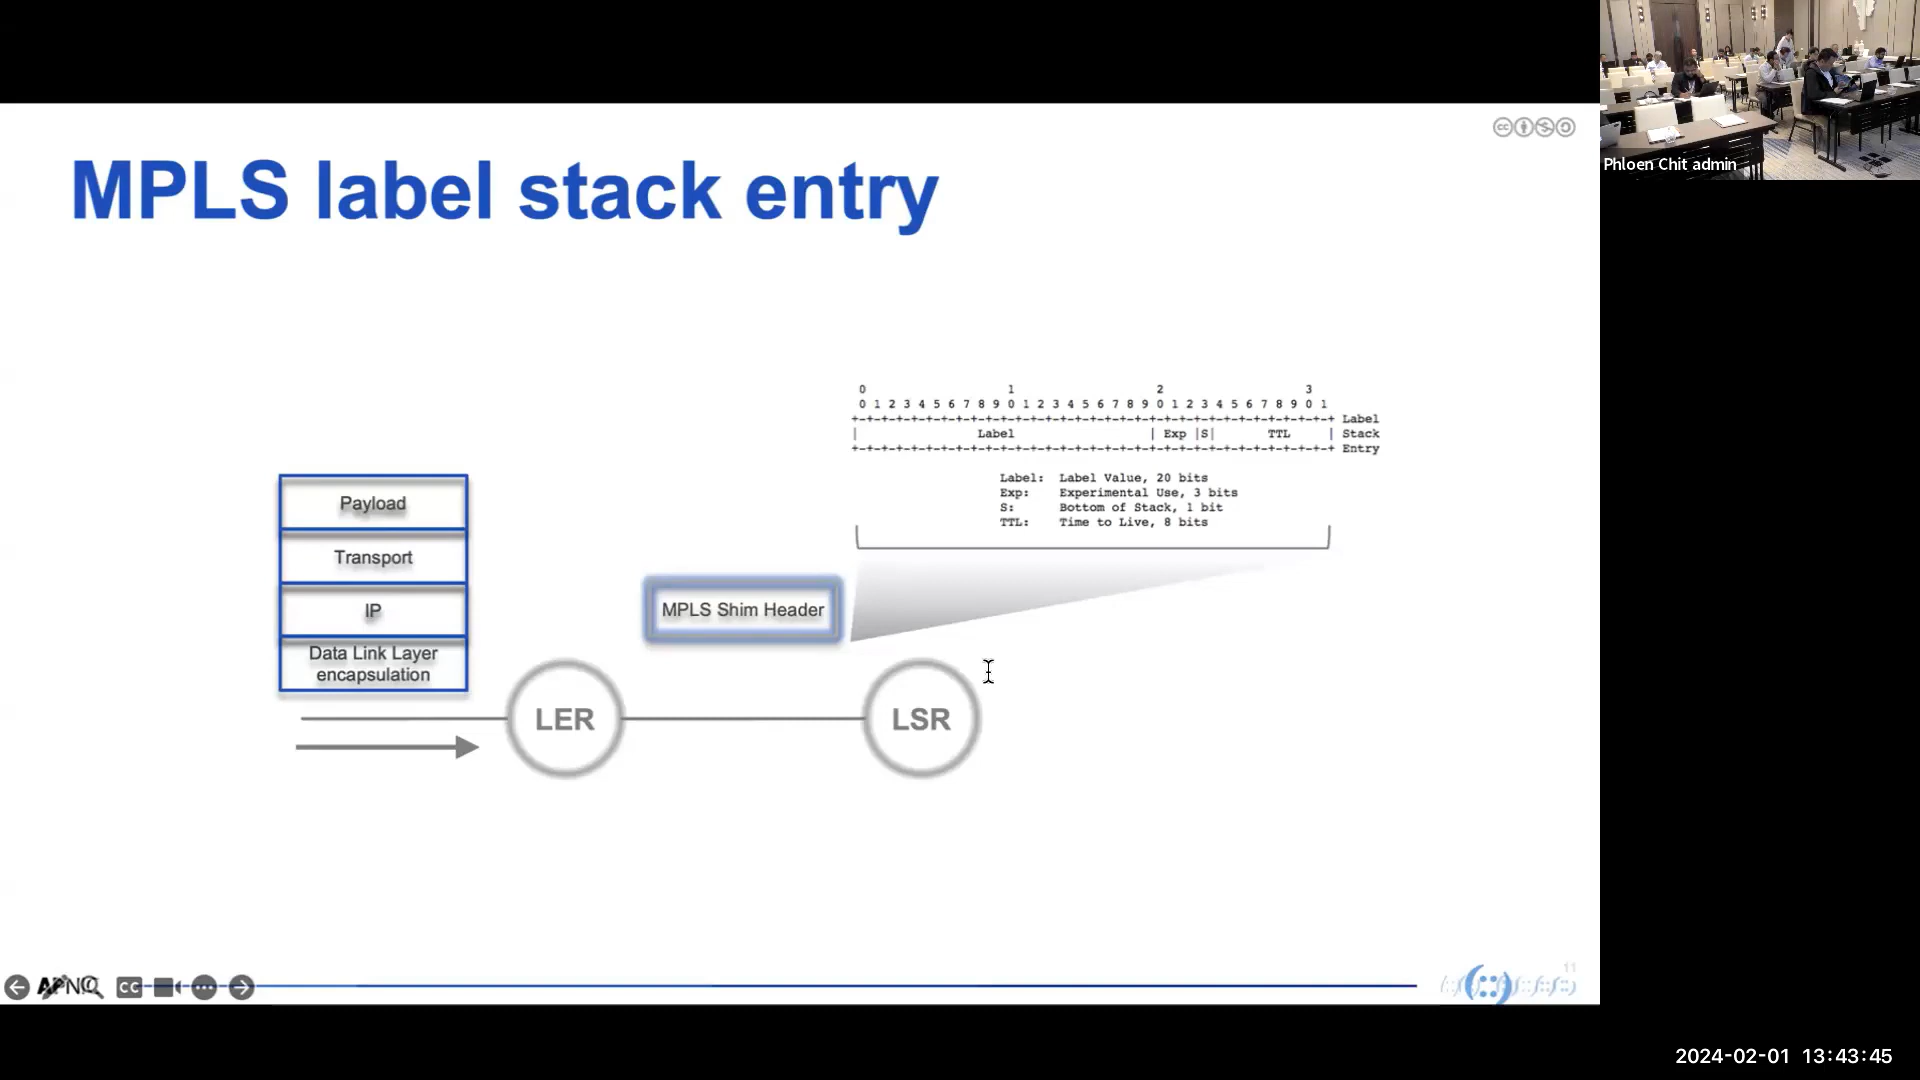 Phloen Chit admin
MPLS label stack entry
0 1 2 3
0 1 2 3 4 5 6 7 8 9 0 1 2 3 4 5 6 7 8 9 0 1 2 3 4 5 6 7 8 9 0 1
+-+-+-+-+-+-+-+-+-+-+-+-+-+-+-+-+-+-+-+-+-+-+-+-+-+-+-+-+-+-+-+-+ Label
| Label | Exp |S| TTL | Stack
+-+-+-+-+-+-+-+-+-+-+-+-+-+-+-+-+-+-+-+-+-+-+-+-+-+-+-+-+-+-+-+-+ Entry
Label: Label Value, 20 bits
Exp: Experimental Use, 3 bits
S: Bottom of Stack, 1 bit
TTL: Time to Live, 8 bits
Payload
Transport
IP
Data Link Layer
encapsulation
MPLS Shim Header
LER
LSR
APNIC
CC
11
2024-02-01 13:43:45